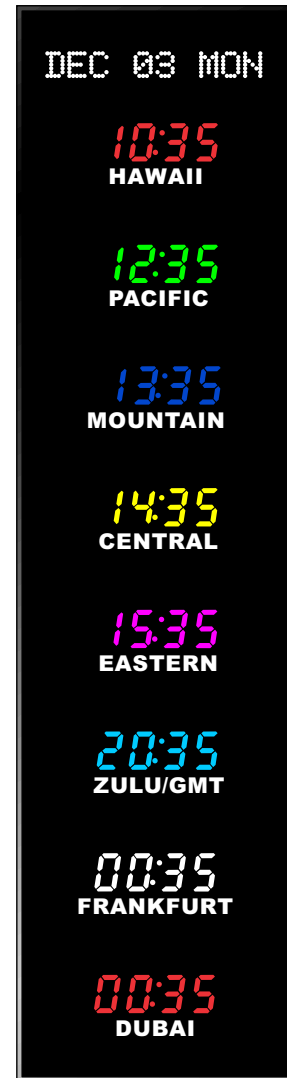 DEC 03 MON
10:35
HAWAII
12:35
PACIFIC
13:35
MOUNTAIN
14:35
CENTRAL
15:35
EASTERN
20:35
ZULU/GMT
00:35
FRANKFURT
00:35
DUBAI